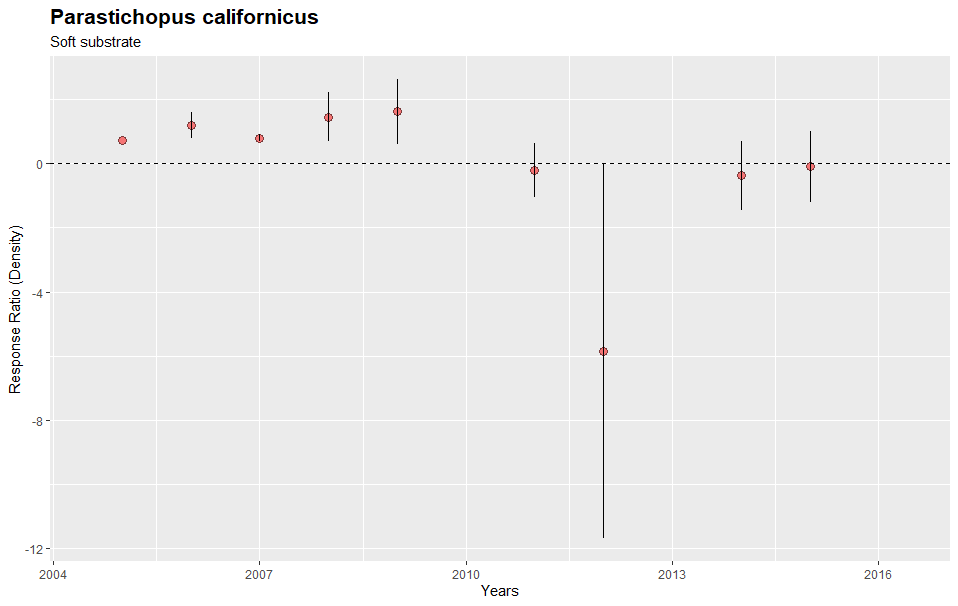 Parastichopus californicus
Soft substrate
Response Ratio (Density)
0
-4
-8
-12
2004 2007 2010 2013 2016
Years